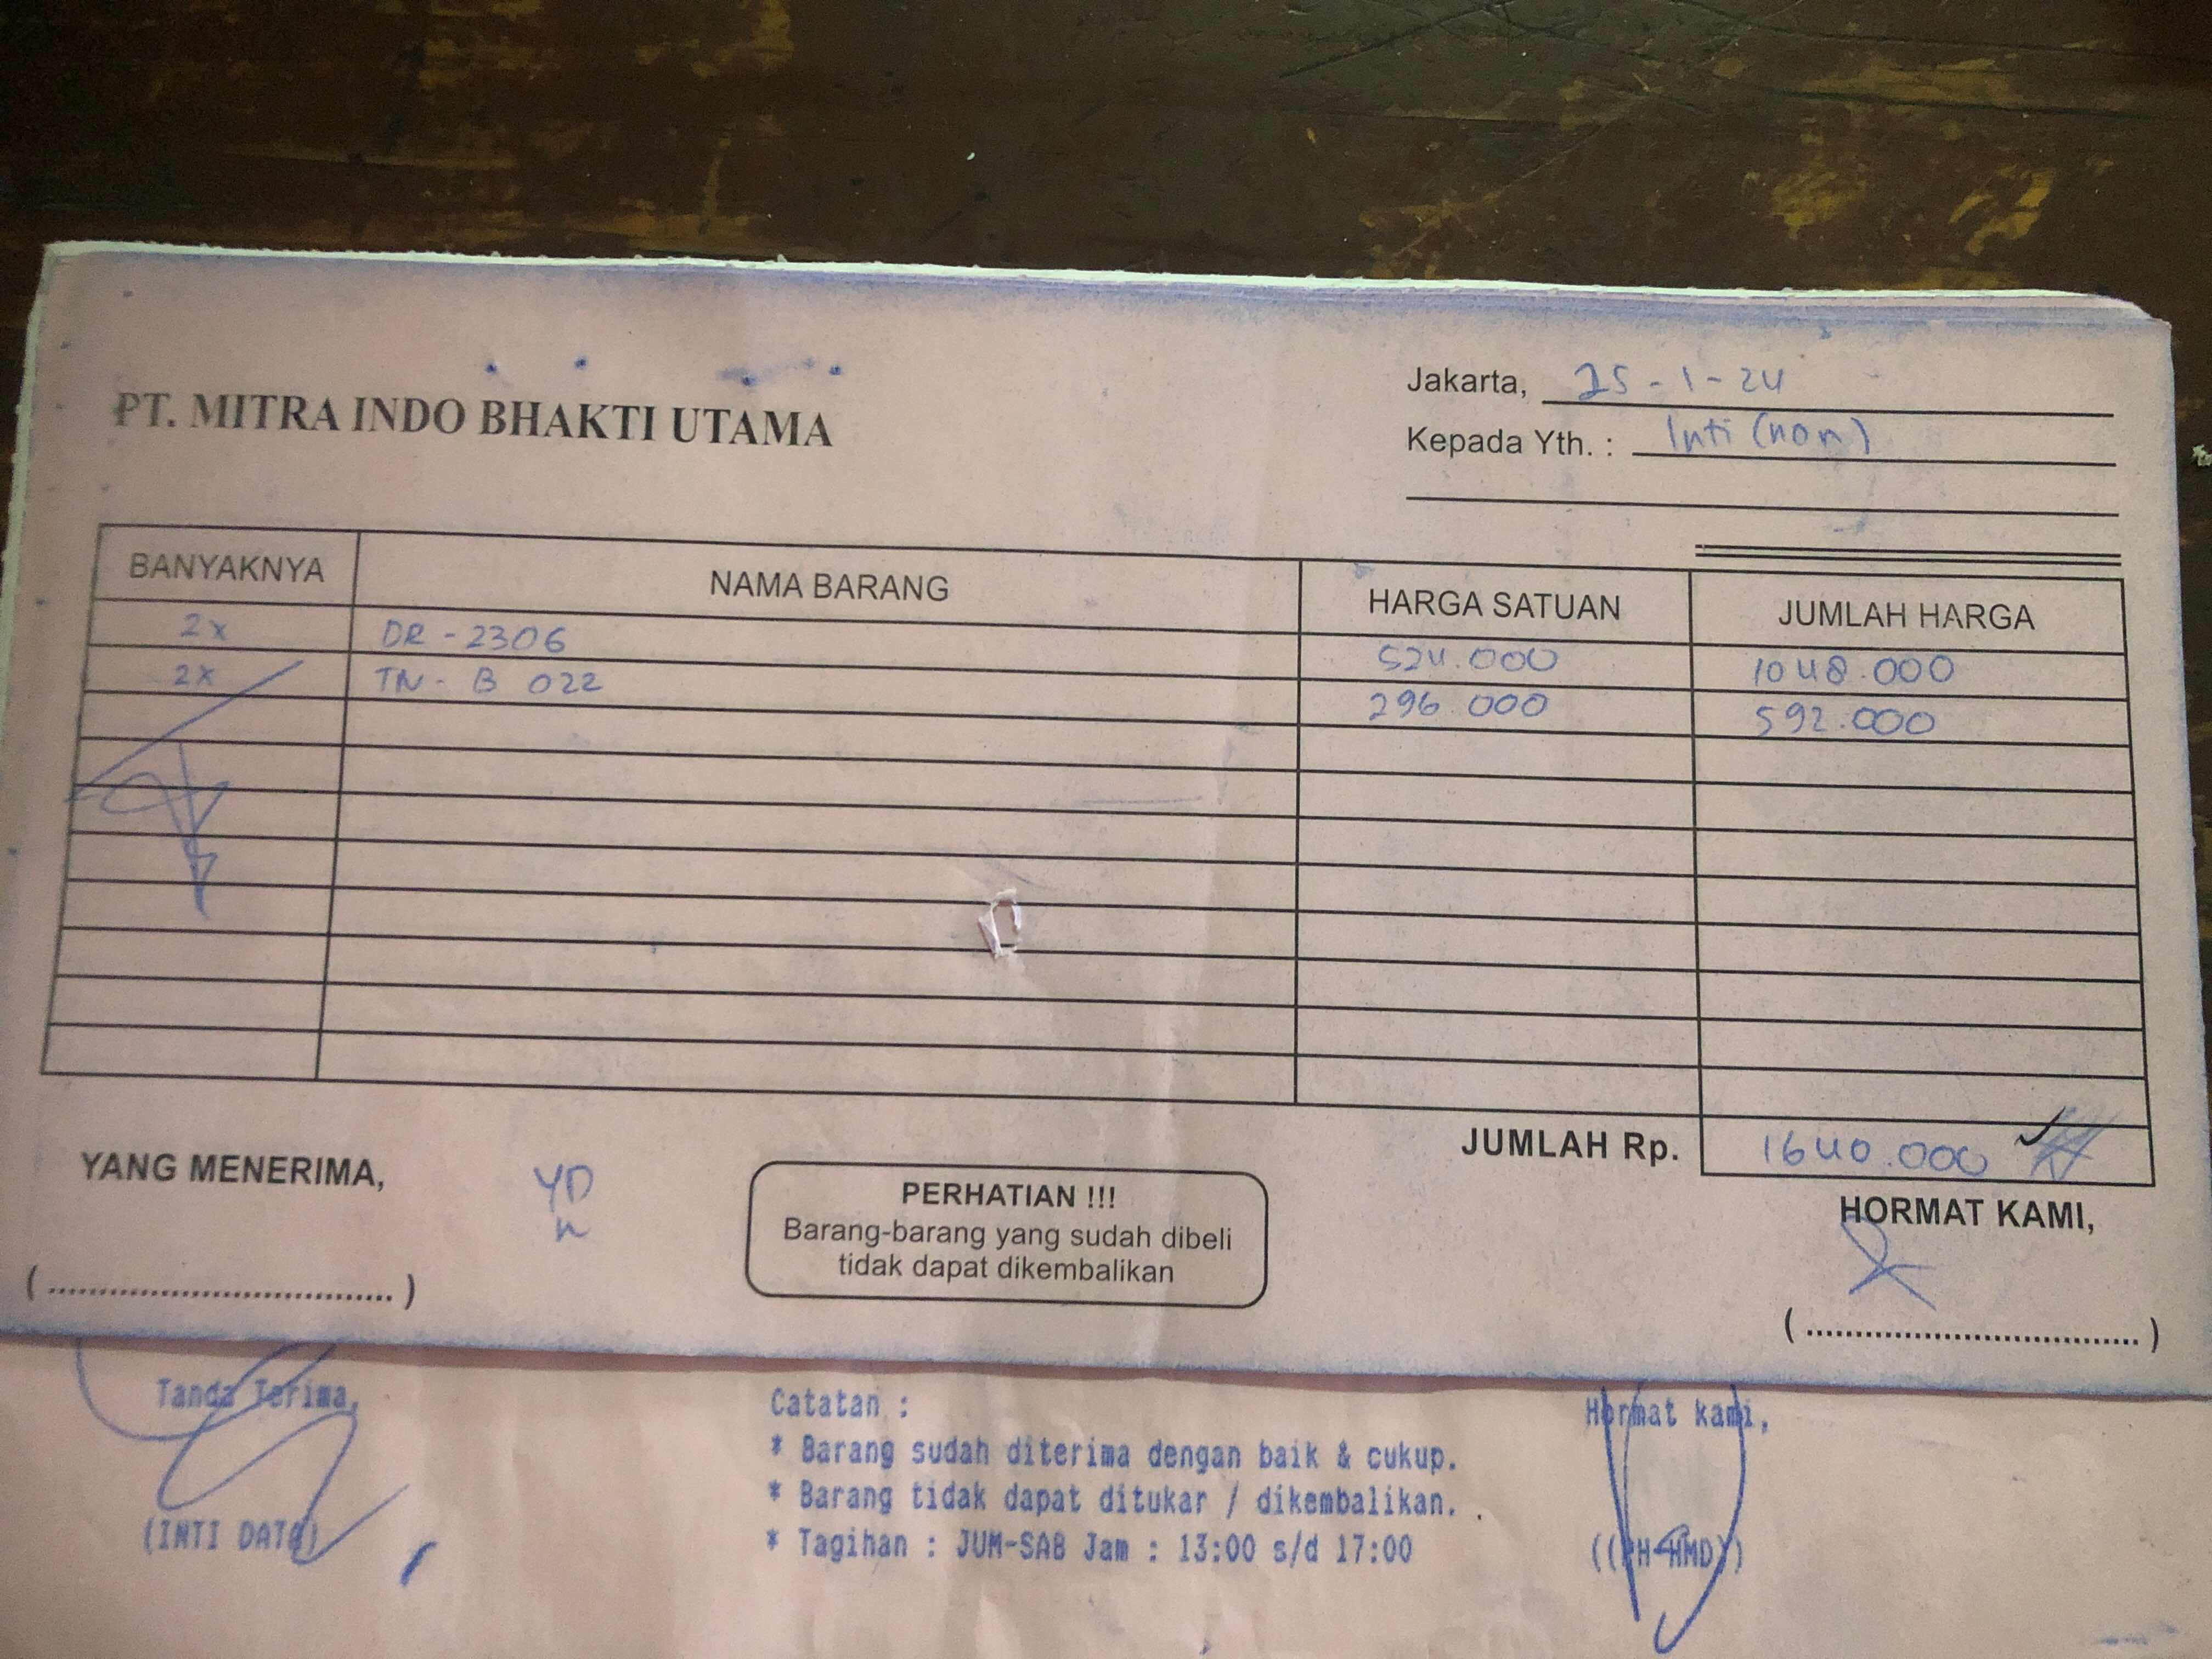 PT. MITRA INDO BHAKTI UTAMA
Jakarta, 25-1-24
Kepada Yth. : Inti (non)
BANYAKNYA NAMA BARANG HARGA SATUAN JUMLAH HARGA
2x DR-2306 524.000 1048.000
2x TN-B 022 296 000 592.000
JUMLAH Rp. 1640.000
YANG MENERIMA,
YD
PERHATIAN !!!
Barang-barang yang sudah dibeli
tidak dapat dikembalikan
HORMAT KAMI,
(....................................)
(....................................)
Tanda Terima,
(INTI DATA)
Catatan :
* Barang sudah diterima dengan baik & cukup.
* Barang tidak dapat ditukar / dikembalikan.
* Tagihan : JUM-SAB Jam : 13:00 s/d 17:00
Hormat kami,